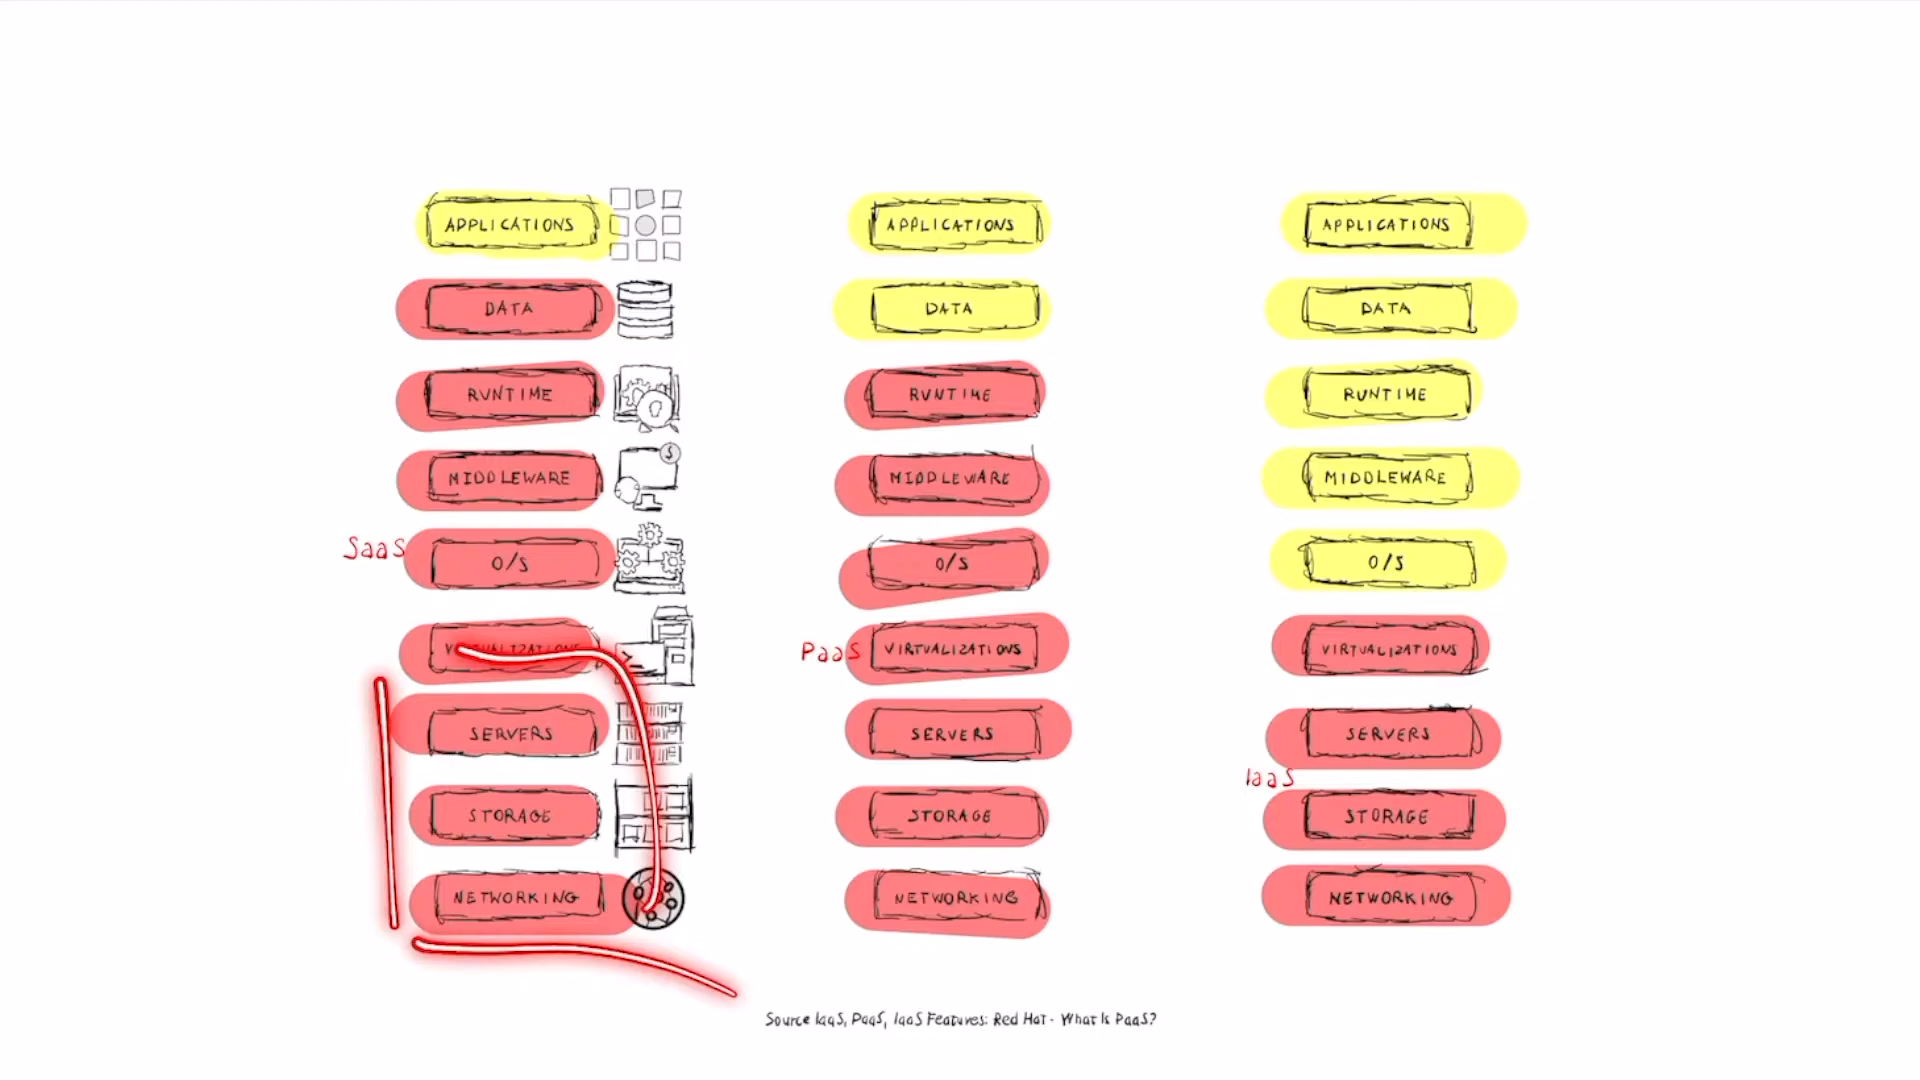 APPLICATIONS
DATA
RUNTIME
MIDDLEWARE
SaaS
O/S
VIRTUALIZATIONS
SERVERS
STORAGE
NETWORKING
APPLICATIONS
DATA
RUNTIME
MIDDLEWARE
O/S
PaaS
VIRTUALIZATIONS
SERVERS
STORAGE
NETWORKING
APPLICATIONS
DATA
RUNTIME
MIDDLEWARE
O/S
VIRTUALIZATIONS
SERVERS
IaaS
STORAGE
NETWORKING
Source IaaS, PaaS, IaaS Features: Red Hat - What Is PaaS?